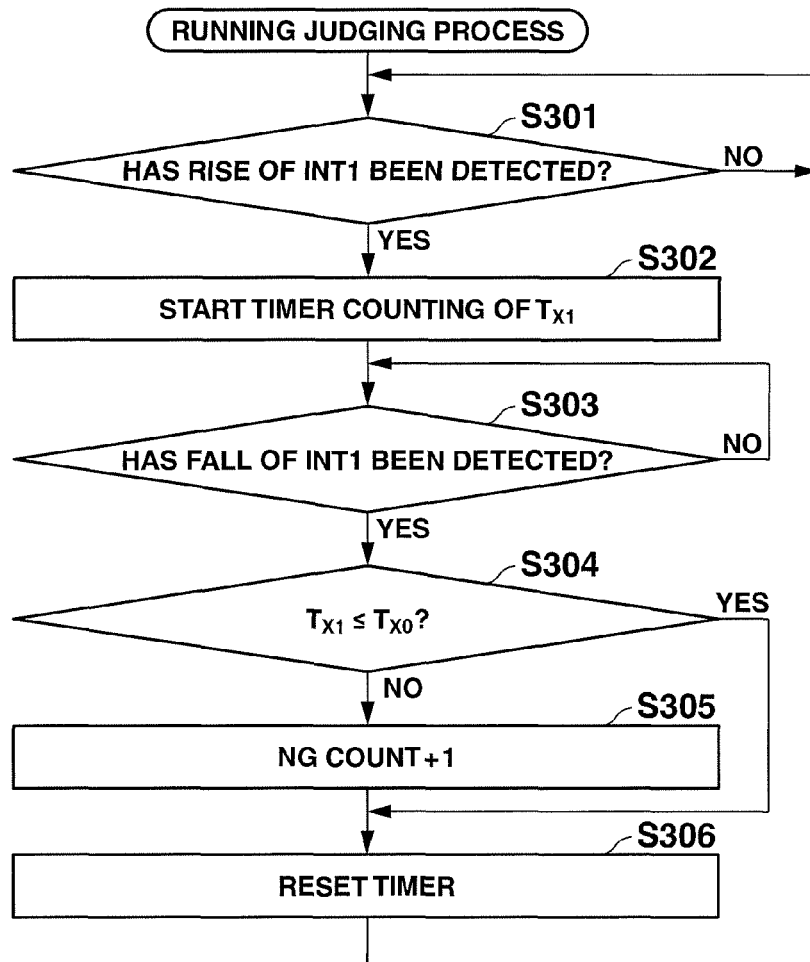 RUNNING JUDGING PROCESS
S301
HAS RISE OF INT1 BEEN DETECTED?
NO
YES
S302
START TIMER COUNTING OF TX1
S303
HAS FALL OF INT1 BEEN DETECTED?
NO
YES
S304
TX1 ≤ TX0?
YES
NO
S305
NG COUNT+1
S306
RESET TIMER